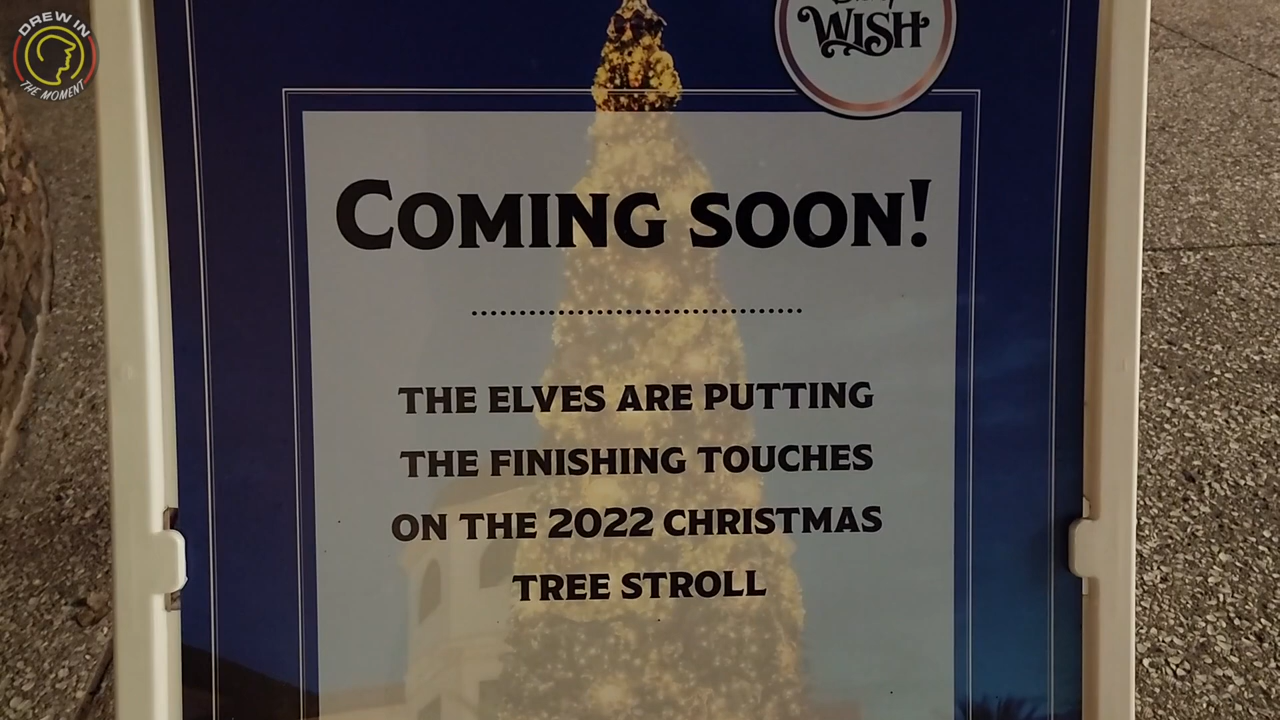 DREW IN
THE MOMENT
WISH
COMING SOON!
THE ELVES ARE PUTTING
THE FINISHING TOUCHES
ON THE 2022 CHRISTMAS
TREE STROLL